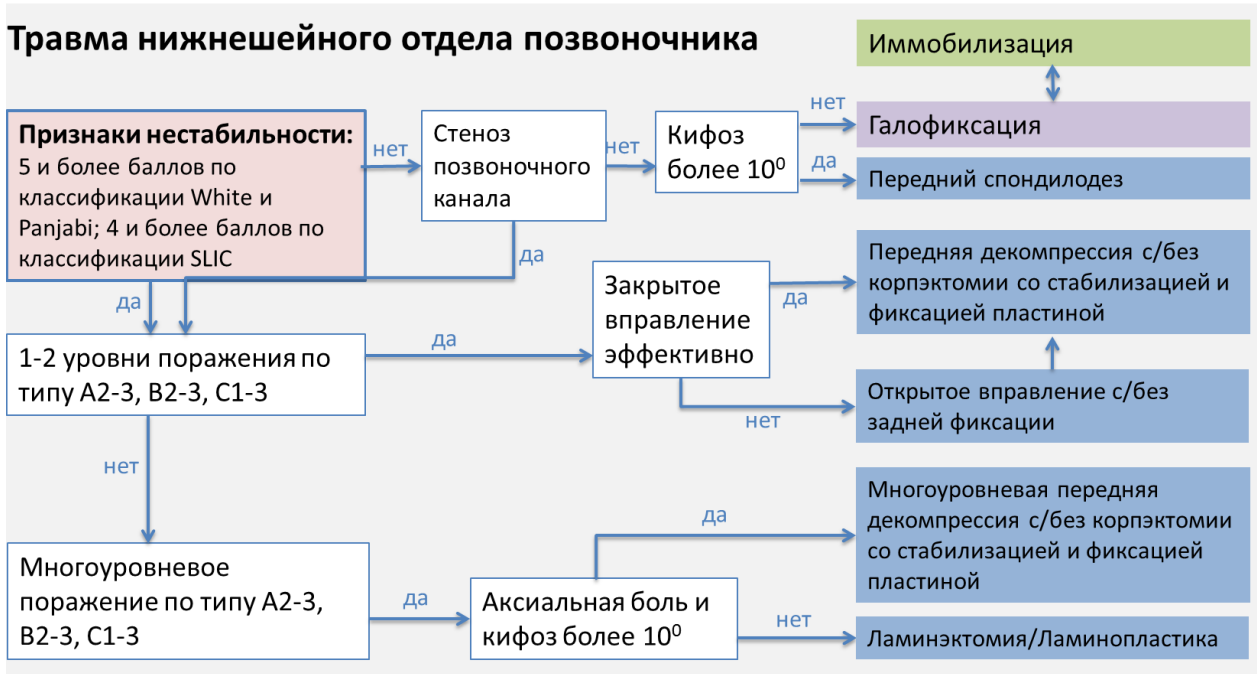 Травма нижнешейного отдела позвоночника
Иммобилизация
Признаки нестабильности:
5 и более баллов по
классификации White и
Panjabi; 4 и более баллов по
классификации SLIC
нет
Стеноз
позвоночного
канала
нет
Кифоз
более 10⁰
нет
Галофиксация
да
Передний спондилодез
да
да
1-2 уровни поражения по
типу А2-3, В2-3, С1-3
да
Закрытое
вправление
эффективно
да
Передняя декомпрессия с/без
корпэктомии со стабилизацией и
фиксацией пластиной
нет
Открытое вправление с/без
задней фиксации
нет
Многоуровневое
поражение по типу А2-3,
В2-3, С1-3
да
Аксиальная боль и
кифоз более 10⁰
да
Многоуровневая передняя
декомпрессия с/без корпэктомии
со стабилизацией и фиксацией
пластиной
нет
Ламинэктомия/Ламинопластика